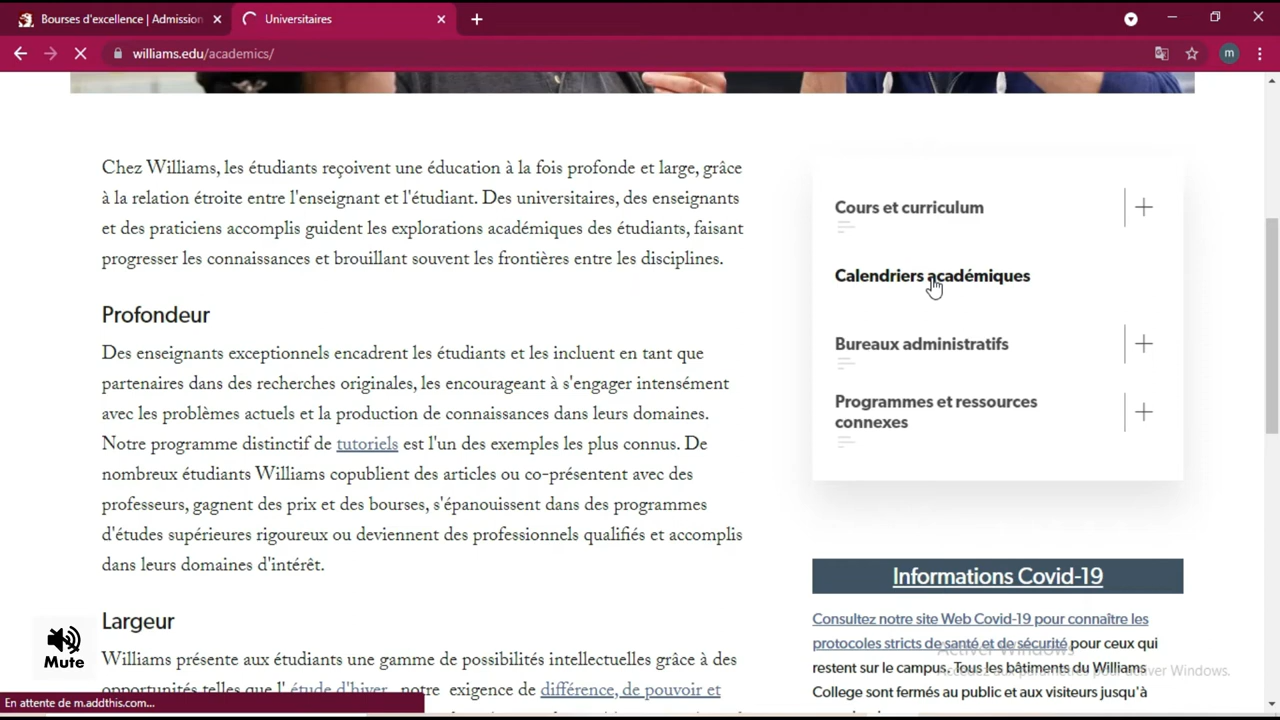 Bourses d'excellence | Admission
Universitaires
williams.edu/academics/
m
Chez Williams, les étudiants reçoivent une éducation à la fois profonde et large, grâce
à la relation étroite entre l'enseignant et l'étudiant. Des universitaires, des enseignants
et des praticiens accomplis guident les explorations académiques des étudiants, faisant
progresser les connaissances et brouillant souvent les frontières entre les disciplines.
Profondeur
Des enseignants exceptionnels encadrent les étudiants et les incluent en tant que
partenaires dans des recherches originales, les encourageant à s'engager intensément
avec les problèmes actuels et la production de connaissances dans leurs domaines.
Notre programme distinctif de tutoriels est l'un des exemples les plus connus. De
nombreux étudiants Williams copublient des articles ou co-présentent avec des
professeurs, gagnent des prix et des bourses, s'épanouissent dans des programmes
d'études supérieures rigoureux ou deviennent des professionnels qualifiés et accomplis
dans leurs domaines d'intérêt.
Largeur
Williams présente aux étudiants une gamme de possibilités intellectuelles grâce à des
opportunités telles que l' étude d'hiver notre exigence de différence, de pouvoir et
Cours et curriculum
Calendriers académiques
Bureaux administratifs
Programmes et ressources
connexes
Informations Covid-19
Consultez notre site Web Covid-19 pour connaître les
protocoles stricts de santé et de sécurité pour ceux qui
restent sur le campus. Tous les bâtiments du Williams
College sont fermés au public et aux visiteurs jusqu'à
Activer Windows
Accédez aux paramètres pour activer Windows.
Mute
En attente de m.addthis.com...